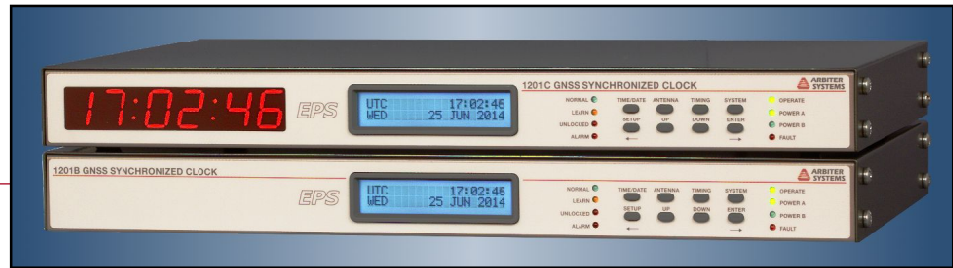 1201C GNSS SYNCHRONIZED CLOCK
ARBITER SYSTEMS
17:02:46
EPS
UTC 17:02:46
WED 25 JUN 2014
NORMAL TIME/DATE ANTENNA TIMING SYSTEM OPERATE
LEARN POWER A
UNLOCKED SETUP UP DOWN ENTER POWER B
ALARM ← → FAULT
1201B GNSS SYNCHRONIZED CLOCK
ARBITER SYSTEMS
EPS
UTC 17:02:46
WED 25 JUN 2014
NORMAL TIME/DATE ANTENNA TIMING SYSTEM OPERATE
LEARN POWER A
UNLOCKED SETUP UP DOWN ENTER POWER B
ALARM ← → FAULT